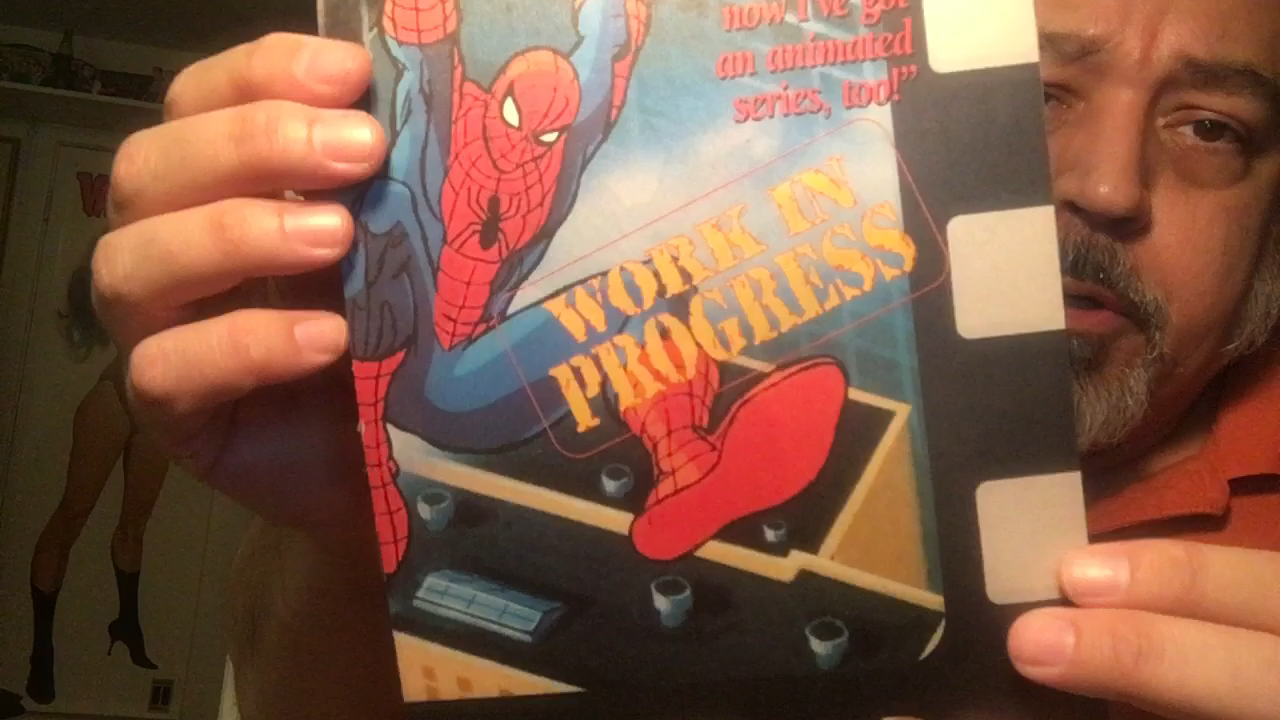 now I've got
an animated
series, too!"
WORK IN
PROGRESS